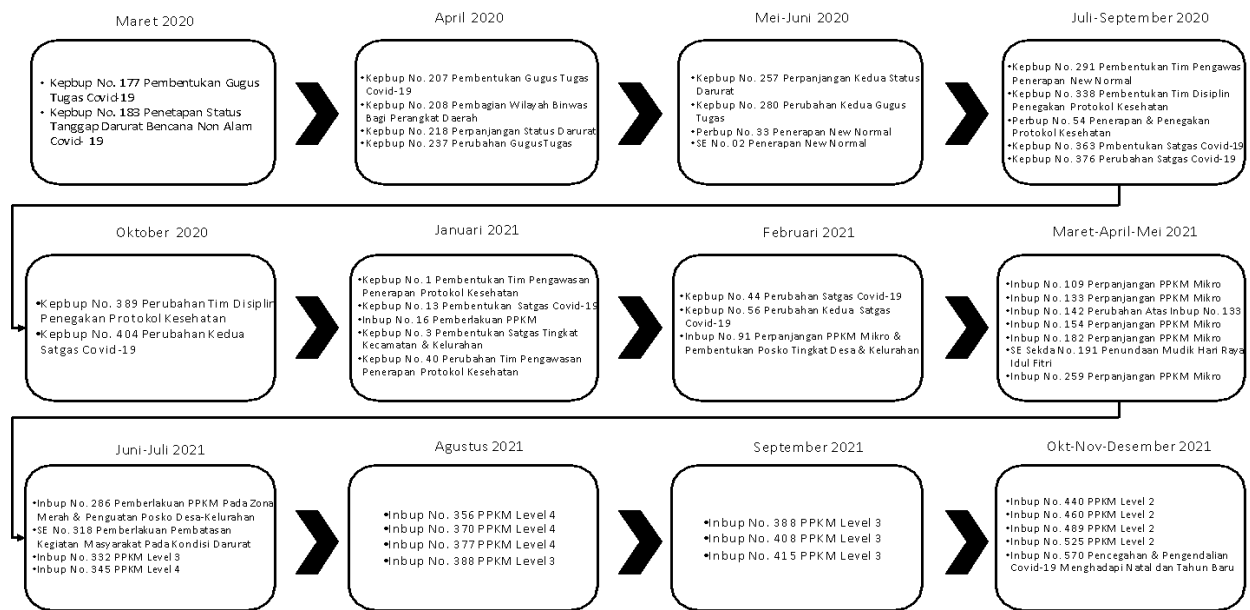 Maret 2020
• Kepbup No. 177 Pembentukan Gugus
Tugas Covid-19
• Kepbup No. 183 Penetapan Status
Tanggap Darurat Bencana Non Alam
Covid- 19
April 2020
•Kepbup No. 207 Pembentukan Gugus Tugas
Covid-19
•Kepbup No. 208 Pembagian Wilayah Binwas
Bagi Perangkat Daerah
•Kepbup No. 218 Perpanjangan Status Darurat
•Kepbup No. 237 Perubahan Gugus Tugas
Mei-Juni 2020
•Kepbup No. 257 Perpanjangan Kedua Status
Darurat
•Kepbup No. 280 Perubahan Kedua Gugus
Tugas
•Perbup No. 33 Penerapan New Normal
•SE No. 02 Penerapan New Normal
Juli-September 2020
•Kepbup No. 291 Pembentukan Tim Pengawas
Penerapan New Normal
•Kepbup No. 338 Pembentukan Tim Disiplin
Penegakan Protokol Kesehatan
•Perbup No. 54 Penerapan & Penegakan
Protokol Kesehatan
•Kepbup No. 363 Pmbentukan Satgas Covid-19
•Kepbup No. 376 Perubahan Satgas Covid-19
Oktober 2020
•Kepbup No. 389 Perubahan Tim Disiplin
Penegakan Protokol Kesehatan
•Kepbup No. 404 Perubahan Kedua
Satgas Covid-19
Januari 2021
•Kepbup No. 1 Pembentukan Tim Pengawasan
Penerapan Protokol Kesehatan
•Kepbup No. 13 Pembentukan Satgas Covid-19
•Inbup No. 16 Pemberlakuan PPKM
•Kepbup No. 3 Pembentukan Satgas Tingkat
Kecamatan & Kelurahan
•Kepbup No. 40 Perubahan Tim Pengawasan
Penerapan Protokol Kesehatan
Februari 2021
•Kepbup No. 44 Perubahan Satgas Covid-19
•Kepbup No. 56 Perubahan Kedua Satgas
Covid-19
•Inbup No. 91 Perpanjangan PPKM Mikro &
Pembentukan Posko Tingkat Desa & Kelurahan
Maret-April-Mei 2021
•Inbup No. 109 Perpanjangan PPKM Mikro
•Inbup No. 133 Perpanjangan PPKM Mikro
•Inbup No. 142 Perubahan Atas Inbup No. 133
•Inbup No. 154 Perpanjangan PPKM Mikro
•Inbup No. 182 Perpanjangan PPKM Mikro
•SE Sekda No. 191 Penundaan Mudik Hari Raya
Idul Fitri
•Inbup No. 259 Perpanjangan PPKM Mikro
Juni-Juli 2021
•Inbup No. 286 Pemberlakuan PPKM Pada Zona
Merah & Penguatan Posko Desa-Kelurahan
•SE No. 318 Pemberlakuan Pembatasan
Kegiatan Masyarakat Pada Kondisi Darurat
•Inbup No. 332 PPKM Level 3
•Inbup No. 345 PPKM Level 4
Agustus 2021
•Inbup No. 356 PPKM Level 4
•Inbup No. 370 PPKM Level 4
•Inbup No. 377 PPKM Level 4
•Inbup No. 388 PPKM Level 3
September 2021
•Inbup No. 388 PPKM Level 3
•Inbup No. 408 PPKM Level 3
•Inbup No. 415 PPKM Level 3
Okt-Nov-Desember 2021
•Inbup No. 440 PPKM Level 2
•Inbup No. 460 PPKM Level 2
•Inbup No. 489 PPKM Level 2
•Inbup No. 525 PPKM Level 2
•Inbup No. 570 Pencegahan & Pengendalian
Covid-19 Menghadapi Natal dan Tahun Baru